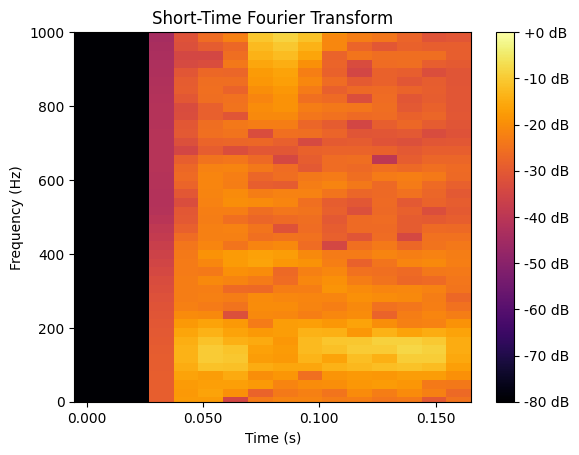 Short-Time Fourier Transform
1000
800
600
400
200
0
Frequency (Hz)
0.000
0.050
0.100
0.150
Time (s)
+0 dB
-10 dB
-20 dB
-30 dB
-40 dB
-50 dB
-60 dB
-70 dB
-80 dB